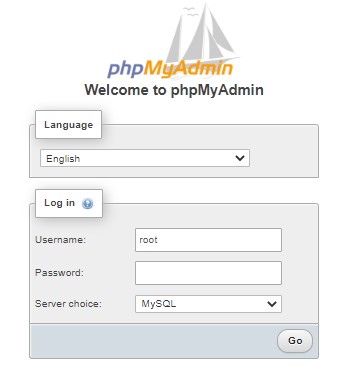 phpMyAdmin
Welcome to phpMyAdmin
Language
English
Log in
Username:
root
Password:
Server choice:
MySQL
Go